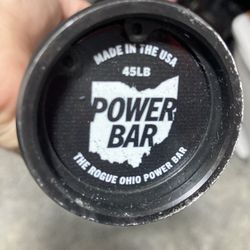 MADE IN THE USA
45LB
POWER
BAR
THE ROGUE OHIO POWER BAR